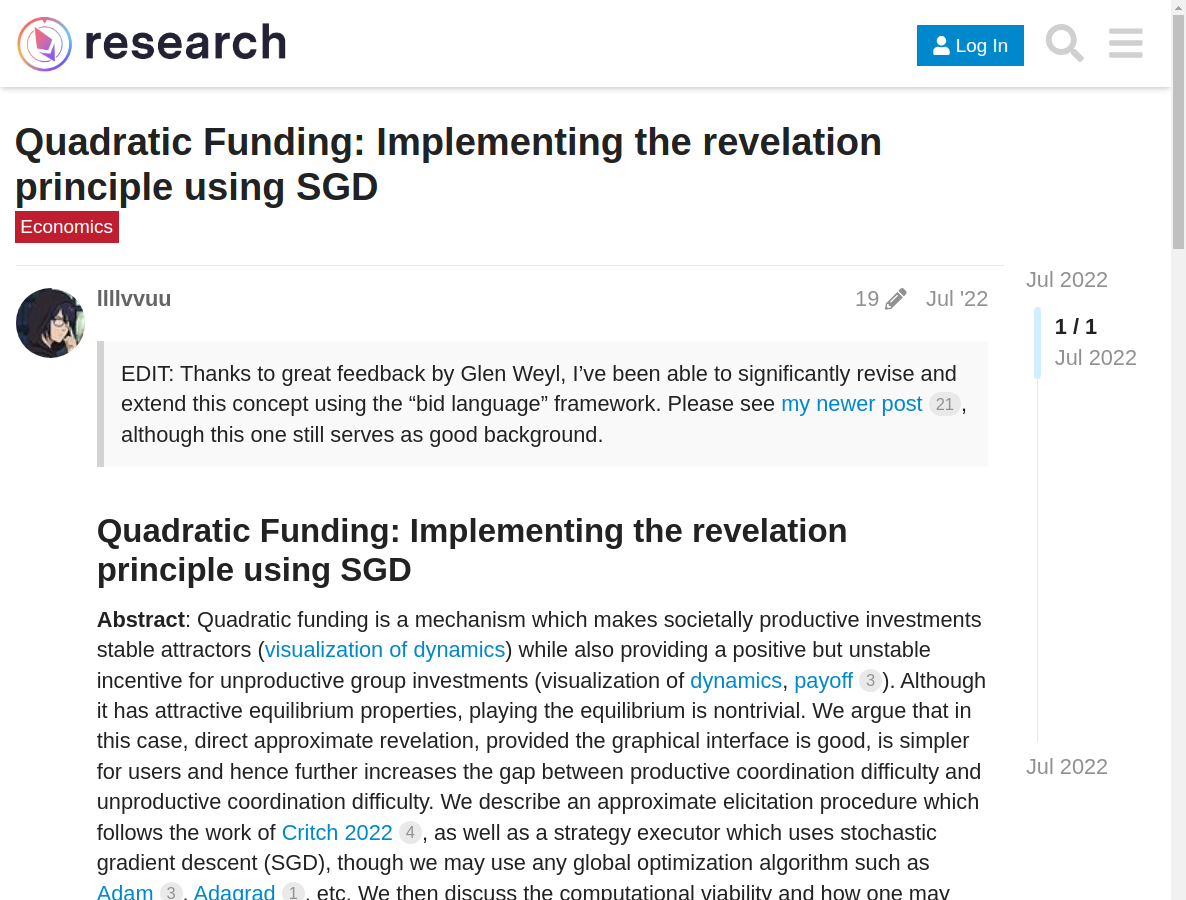 research
Log In
Quadratic Funding: Implementing the revelation
principle using SGD
Economics
llllvvuu
19
Jul '22
Jul 2022
1 / 1
Jul 2022
EDIT: Thanks to great feedback by Glen Weyl, I’ve been able to significantly revise and
extend this concept using the “bid language” framework. Please see my newer post 21 ,
although this one still serves as good background.
Quadratic Funding: Implementing the revelation
principle using SGD
Abstract: Quadratic funding is a mechanism which makes societally productive investments
stable attractors (visualization of dynamics) while also providing a positive but unstable
incentive for unproductive group investments (visualization of dynamics, payoff 3 ). Although
it has attractive equilibrium properties, playing the equilibrium is nontrivial. We argue that in
this case, direct approximate revelation, provided the graphical interface is good, is simpler
for users and hence further increases the gap between productive coordination difficulty and
unproductive coordination difficulty. We describe an approximate elicitation procedure which
follows the work of Critch 2022 4 , as well as a strategy executor which uses stochastic
gradient descent (SGD), though we may use any global optimization algorithm such as
Adam 3 , Adagrad 1 , etc. We then discuss the computational viability and how one may
Jul 2022